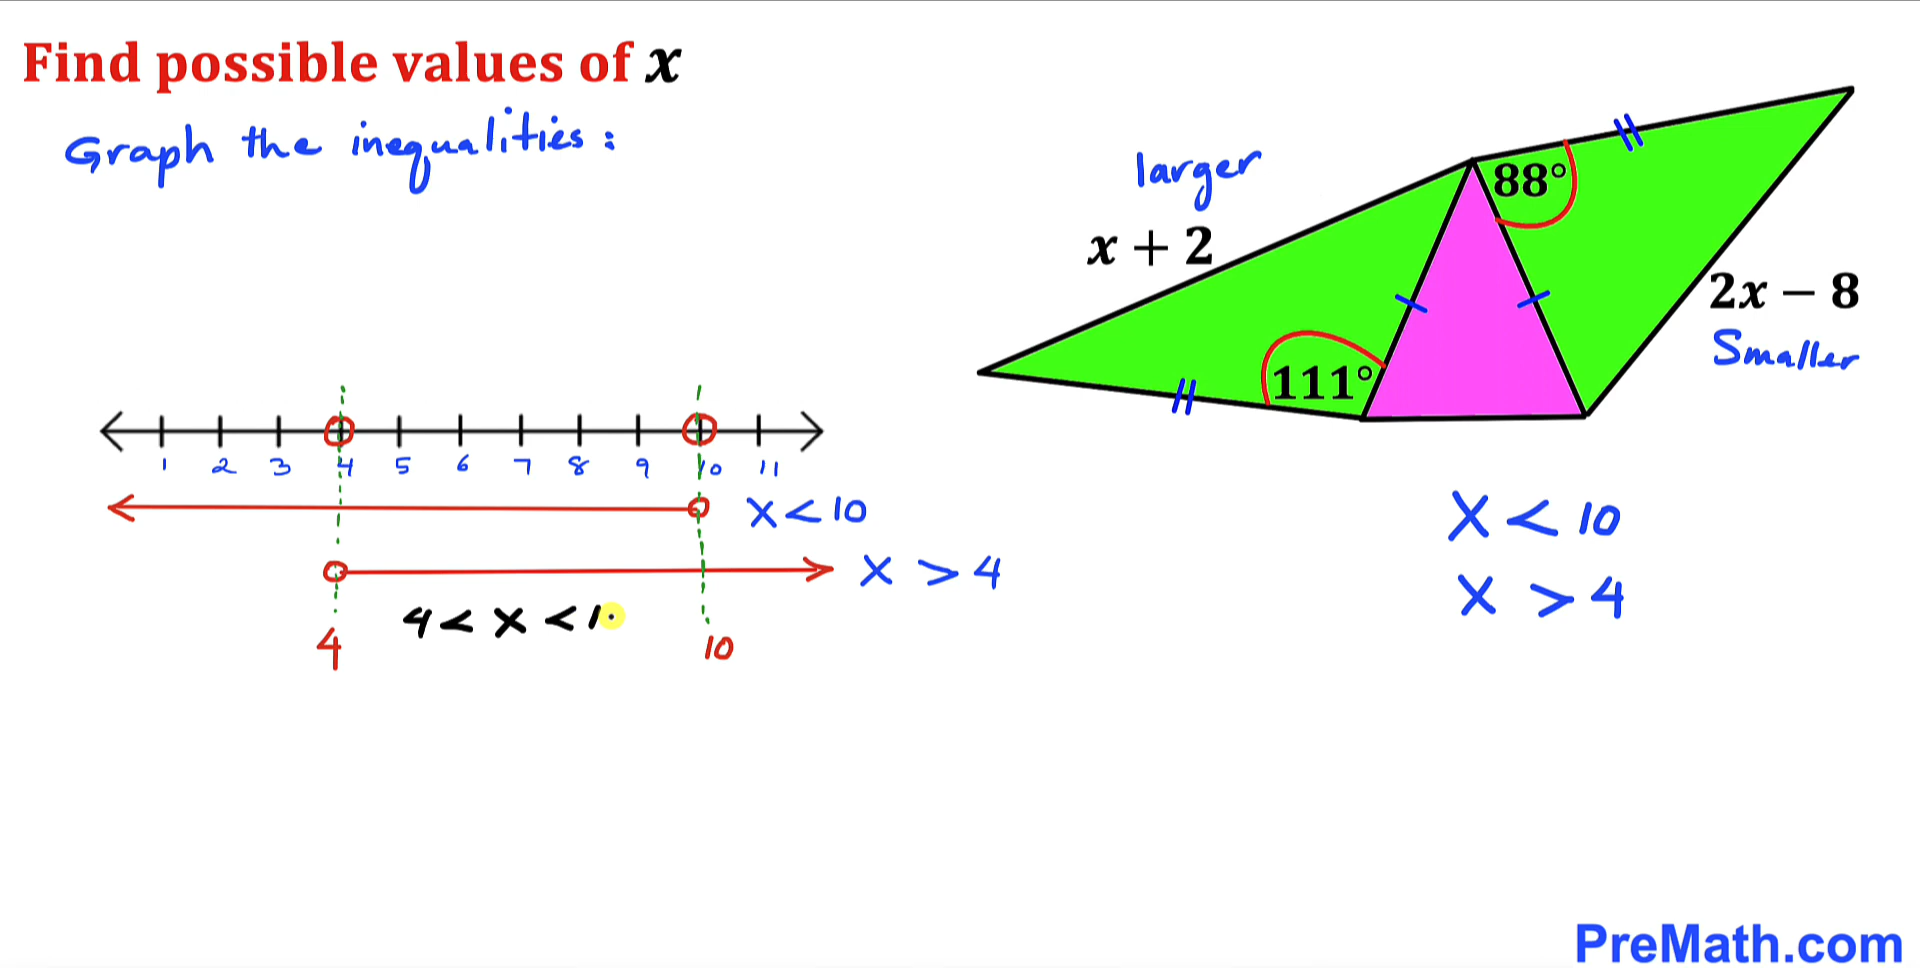 Find possible values of x
Graph the inequalities:
larger
x + 2
88°
111°
2x − 8
Smaller
1 2 3 4 5 6 7 8 9 10 11
x < 10
x > 4
4 < x < 1
4
10
x < 10
x > 4
PreMath.com